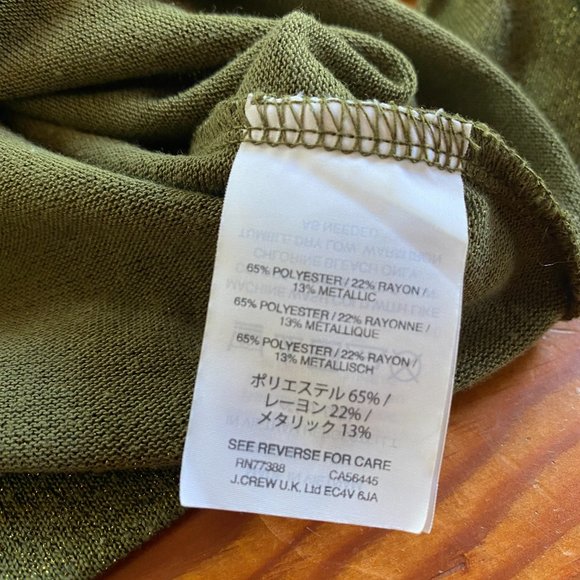 65% POLYESTER / 22% RAYON /
13% METALLIC
65% POLYESTER / 22% RAYONNE /
13% MÉTALLIQUE
65% POLYESTER / 22% RAYON /
13% METALLISCH
ポリエステル 65% /
レーヨン 22% /
メタリック 13%
SEE REVERSE FOR CARE
RN77388 CA56445
J.CREW U.K. Ltd EC4V 6JA